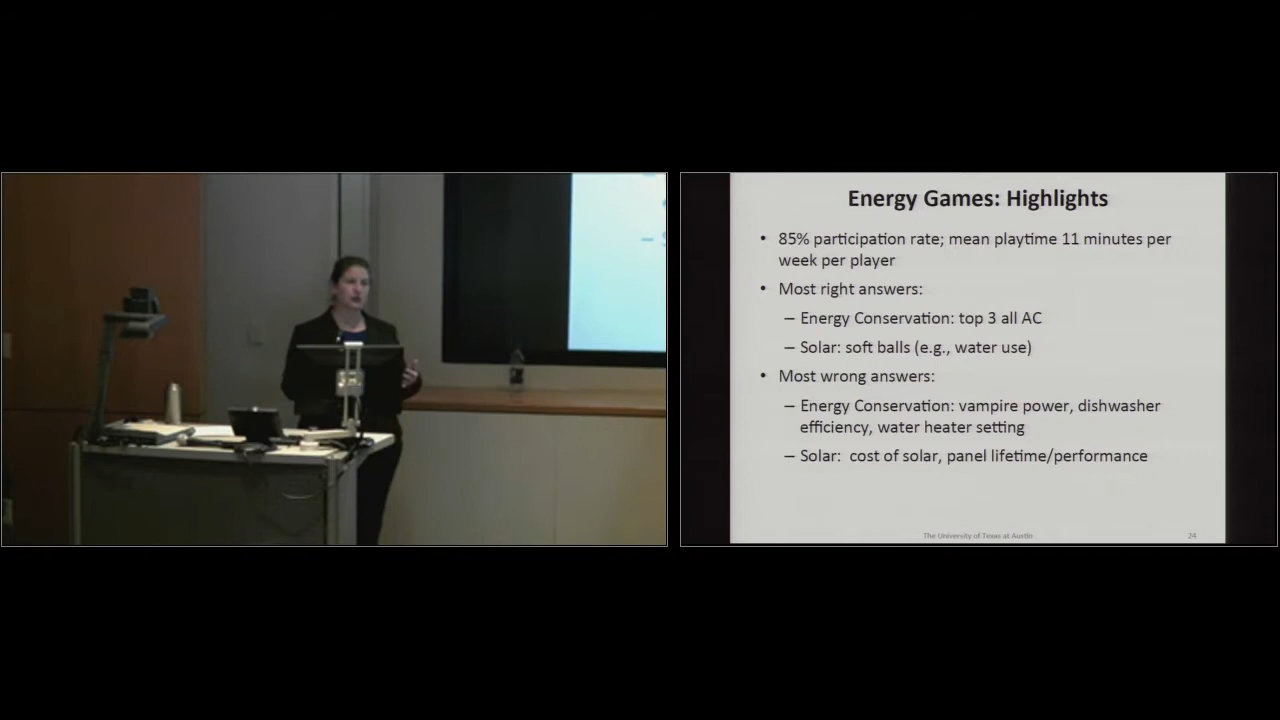 Energy Games: Highlights
• 85% participation rate; mean playtime 11 minutes per
week per player
• Most right answers:
– Energy Conservation: top 3 all AC
– Solar: soft balls (e.g., water use)
• Most wrong answers:
– Energy Conservation: vampire power, dishwasher
efficiency, water heater setting
– Solar: cost of solar, panel lifetime/performance
The University of Texas at Austin
24